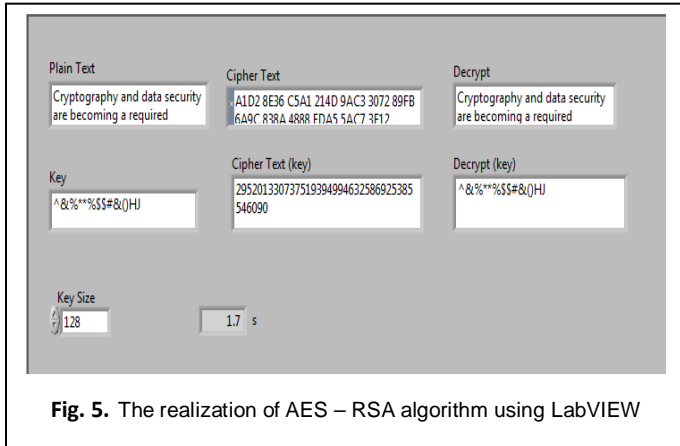 Plain Text
Cipher Text
Decrypt
Cryptography and data security
are becoming a required
A1D2 8E36 C5A1 214D 9AC3 3072 89FB
6A9C 838A 4888 FDA5 5AC7 3F12
Cryptography and data security
are becoming a required
Key
Cipher Text (key)
Decrypt (key)
^&%**%$$#&()HJ
295201330737519394994632586925385
546090
^&%**%$$#&()HJ
Key Size
128
1.7 s
Fig. 5. The realization of AES – RSA algorithm using LabVIEW